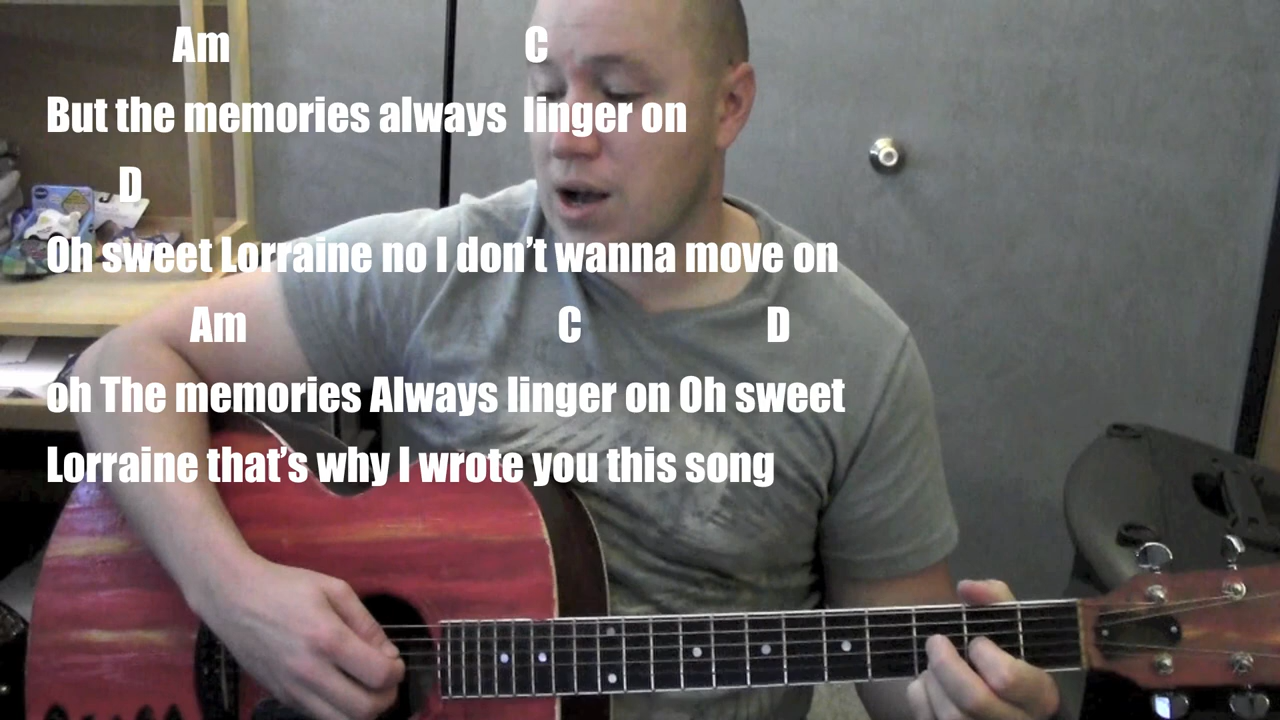 Am C
But the memories always linger on
D
Oh sweet Lorraine no I don’t wanna move on
Am C D
oh The memories Always linger on Oh sweet
Lorraine that’s why I wrote you this song